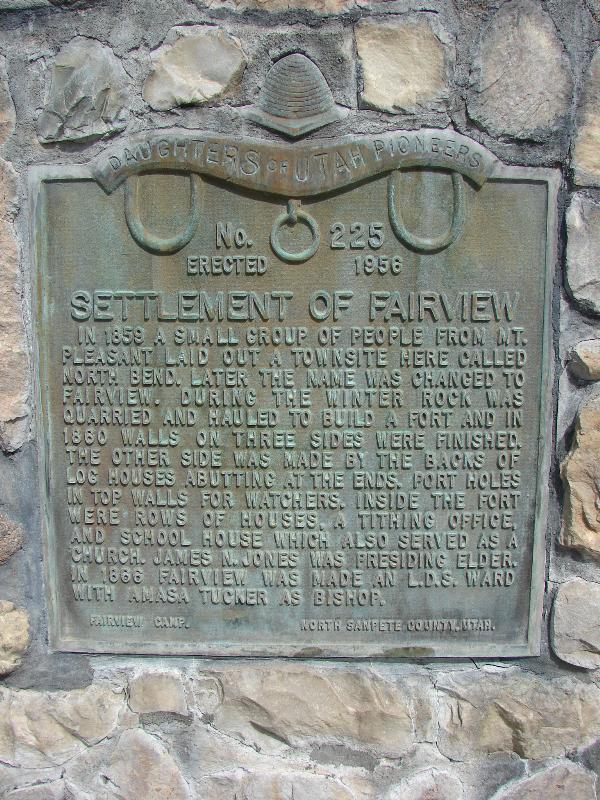 DAUGHTERS OF UTAH PIONEERS
No. 225
ERECTED 1956
SETTLEMENT OF FAIRVIEW
IN 1859 A SMALL GROUP OF PEOPLE FROM MT.
PLEASANT LAID OUT A TOWNSITE HERE CALLED
NORTH BEND. LATER THE NAME WAS CHANGED TO
FAIRVIEW. DURING THE WINTER ROCK WAS
QUARRIED AND HAULED TO BUILD A FORT AND IN
1860 WALLS ON THREE SIDES WERE FINISHED.
THE OTHER SIDE WAS MADE BY THE BACKS OF
LOG HOUSES ABUTTING AT THE ENDS. PORT HOLES
IN TOP WALLS FOR WATCHERS. INSIDE THE FORT
WERE ROWS OF HOUSES, A TITHING OFFICE,
AND SCHOOL HOUSE WHICH ALSO SERVED AS A
CHURCH. JAMES N. JONES WAS PRESIDING ELDER.
IN 1866 FAIRVIEW WAS MADE AN L.D.S. WARD
WITH AMASA TUCKER AS BISHOP.
FAIRVIEW CAMP. NORTH SANPETE COUNTY, UTAH.